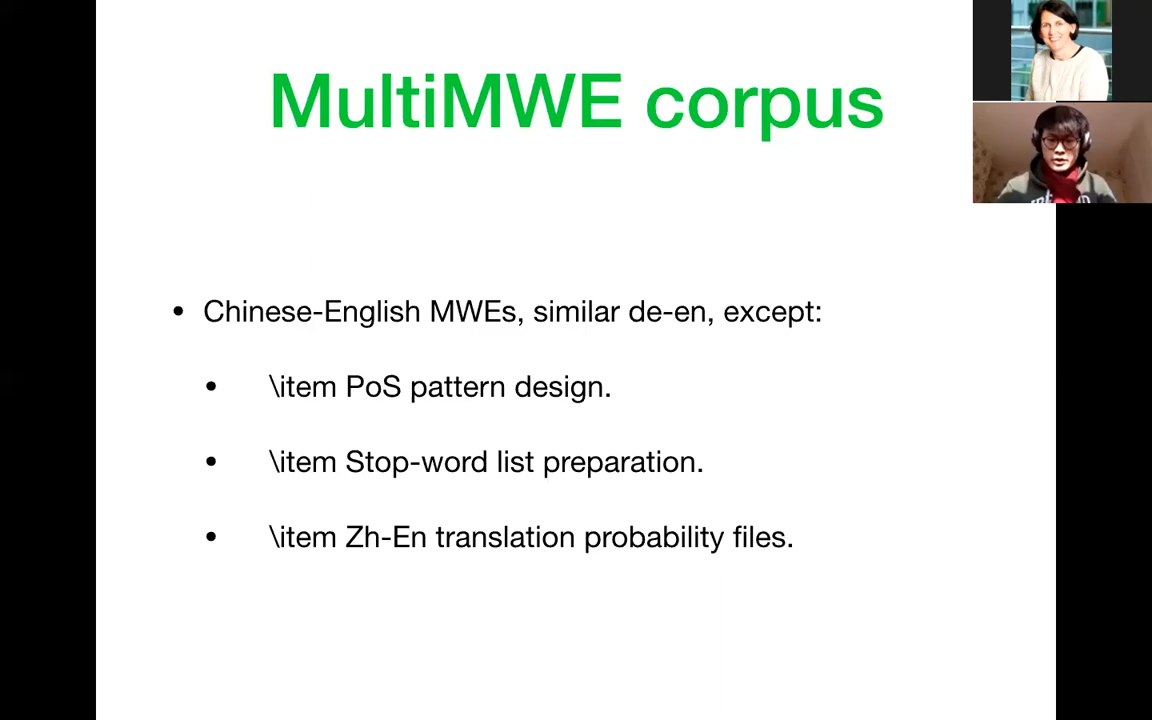 MultiMWE corpus
• Chinese-English MWEs, similar de-en, except:
• \item PoS pattern design.
• \item Stop-word list preparation.
• \item Zh-En translation probability files.